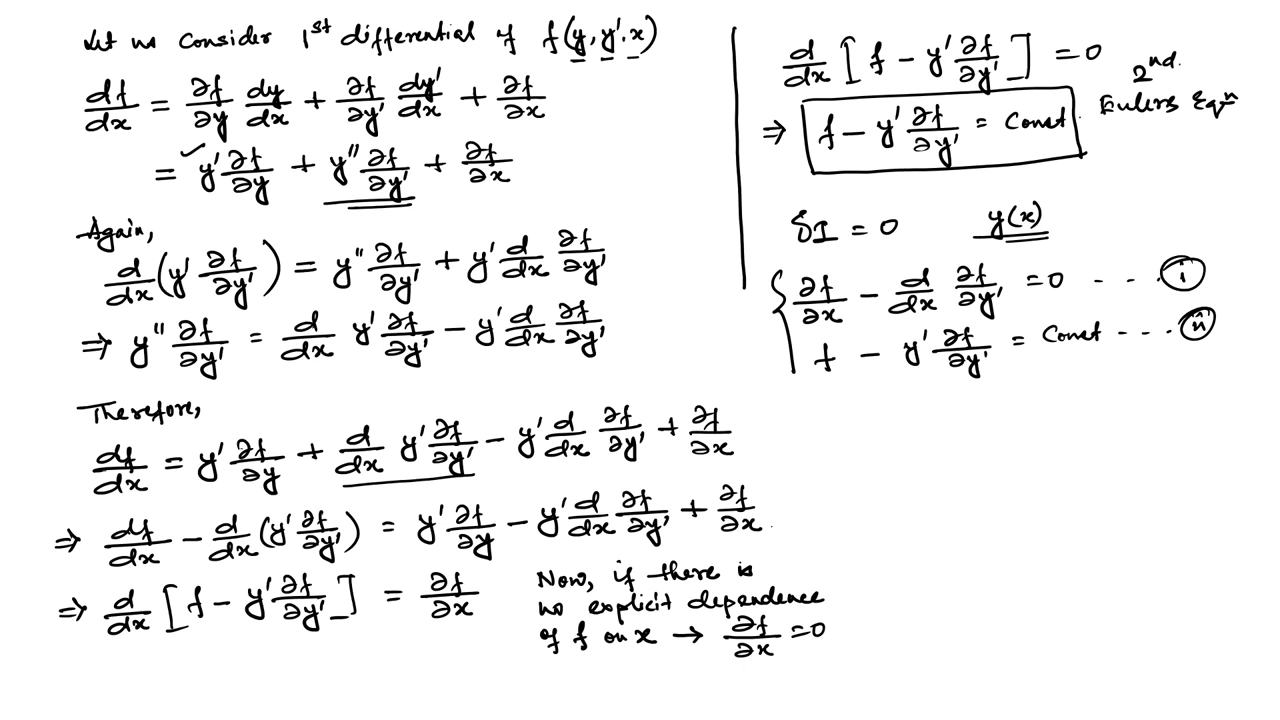 Let us consider 1st differential of f(y, y'. x)
df/dx = ∂f/∂y dy/dx + ∂f/∂y' dy'/dx + ∂f/∂x
= y' ∂f/∂y + y'' ∂f/∂y' + ∂f/∂x
Again,
d/dx (y' ∂f/∂y') = y'' ∂f/∂y' + y' d/dx ∂f/∂y'
⇒ y'' ∂f/∂y' = d/dx y' ∂f/∂y' − y' d/dx ∂f/∂y'
Therefore,
df/dx = y' ∂f/∂y + d/dx y' ∂f/∂y' − y' d/dx ∂f/∂y' + ∂f/∂x
⇒ df/dx − d/dx (y' ∂f/∂y') = y' ∂f/∂y − y' d/dx ∂f/∂y' + ∂f/∂x
⇒ d/dx [f − y' ∂f/∂y'] = ∂f/∂x
Now, if there is
no explicit dependence
of f on x → ∂f/∂x = 0
d/dx [f − y' ∂f/∂y'] = 0
⇒ f − y' ∂f/∂y' = Const
2nd.
Eulers Eqn
δI = 0 y(x)
∂f/∂x − d/dx ∂f/∂y' = 0 - - - (i)
f − y' ∂f/∂y' = Const - - - (ii)